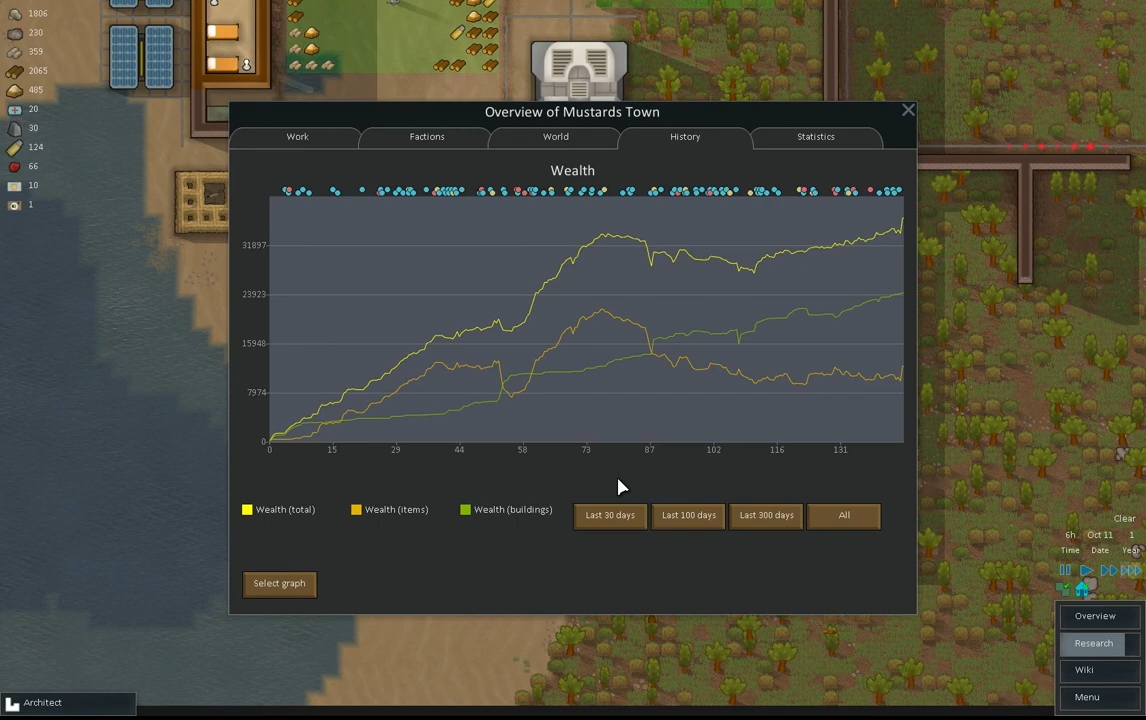 1806
230
359
2065
485
20
30
124
66
10
1
Overview of Mustards Town
Work
Factions
World
History
Statistics
Wealth
31897
23923
15948
7974
0
0
15
29
44
58
73
87
102
116
131
Wealth (total)
Wealth (items)
Wealth (buildings)
Last 30 days
Last 100 days
Last 300 days
All
Select graph
Clear
6h
Oct 11
1
Time
Date
Year
Overview
Research
Wiki
Menu
Architect